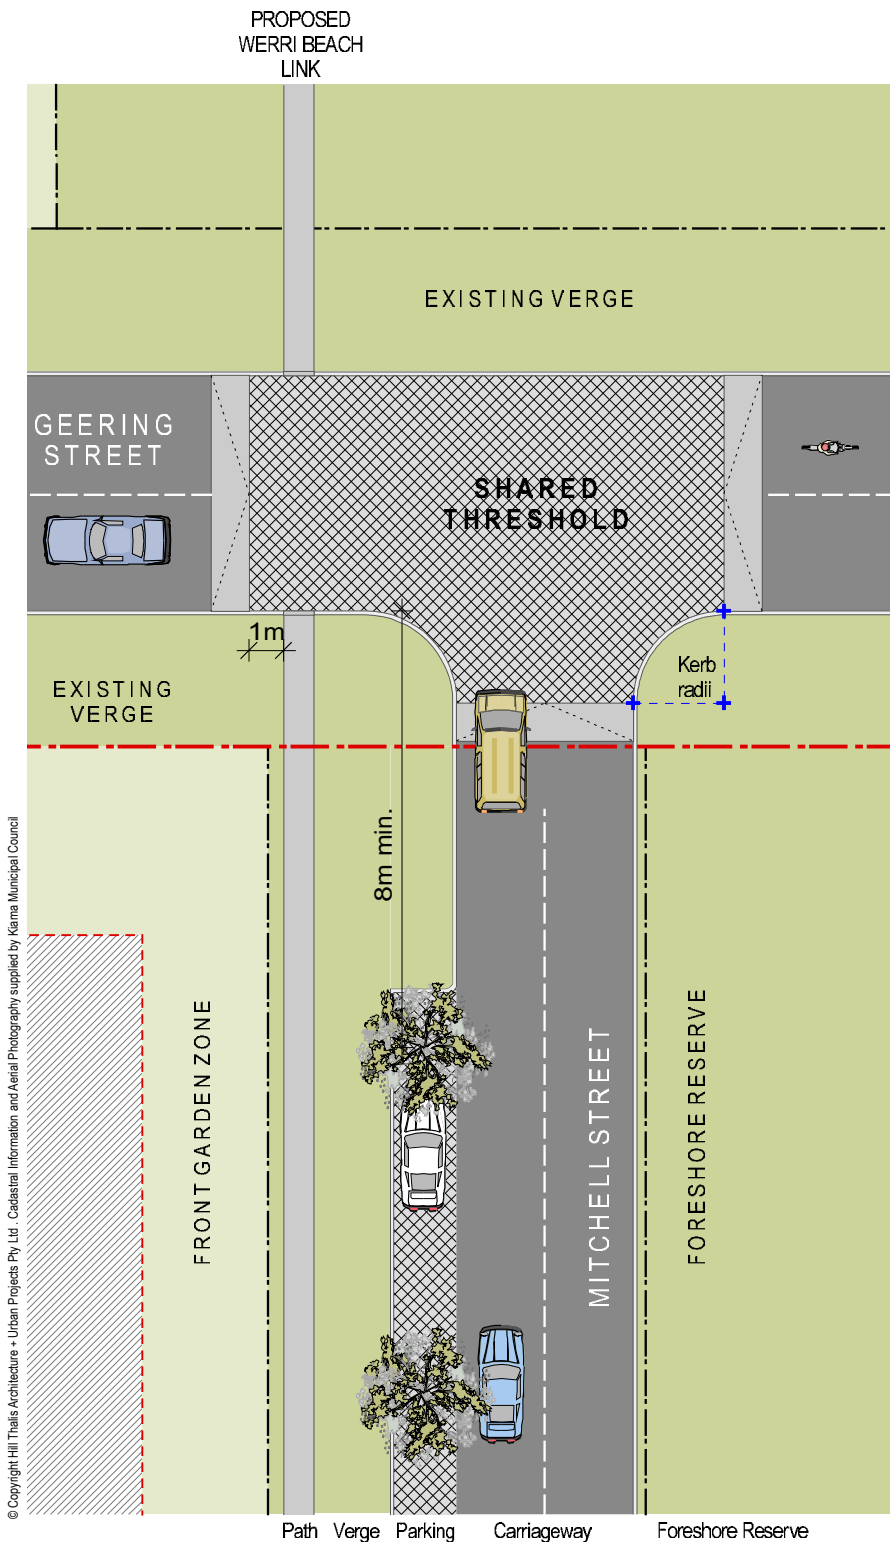 PROPOSED
WERRI BEACH
LINK
EXISTING VERGE
GEERING
STREET
SHARED
THRESHOLD
1m
Kerb
radii
EXISTING
VERGE
8m min.
FRONT GARDEN ZONE
MITCHELL STREET
FORESHORE RESERVE
© Copyright Hill Thalis Architecture + Urban Projects Pty Ltd . Cadastral Information and Aerial Photography supplied by Kiama Municipal Council
Path Verge Parking Carriageway Foreshore Reserve